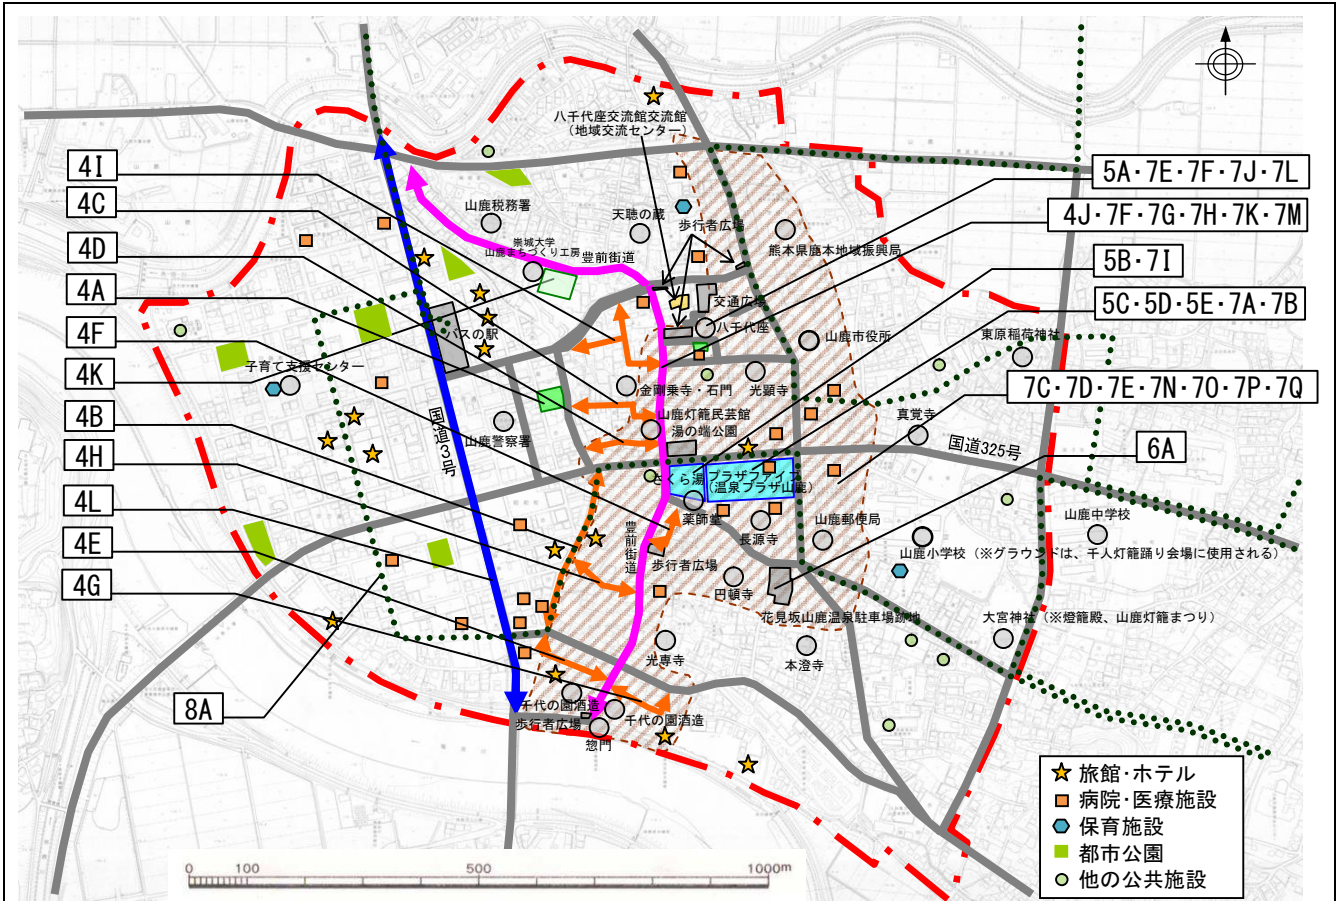 八千代座交流館交流館
（地域交流センター）
4I
4C
4D
4A
4F
4K
4B
4H
4L
4E
4G
8A
5A・7E・7F・7J・7L
4J・7F・7G・7H・7K・7M
5B・7I
5C・5D・5E・7A・7B
7C・7D・7E・7N・7O・7P・7Q
6A
山鹿税務署
天聴の蔵
歩行者広場
熊本県鹿本地域振興局
崇城大学
山鹿まちづくり工房
豊前街道
交通広場
八千代座
山鹿市役所
東原稲荷神社
バスの駅
子育て支援センター
国道3号
山鹿警察署
金剛乗寺・石門
光顕寺
山鹿灯籠民芸館
湯の端公園
真覚寺
国道325号
さくら湯
プラザファイブ
（温泉プラザ山鹿）
薬師堂
長源寺
山鹿郵便局
山鹿中学校
山鹿小学校（※グラウンドは、千人灯籠踊り会場に使用される）
豊前街道
歩行者広場
円頓寺
花見坂山鹿温泉駐車場跡地
大宮神社（※燈籠殿、山鹿灯籠まつり）
光専寺
本澄寺
千代の園酒造
歩行者広場
千代の園酒造
惣門
旅館・ホテル
病院・医療施設
保育施設
都市公園
他の公共施設
0 100 500 1000m